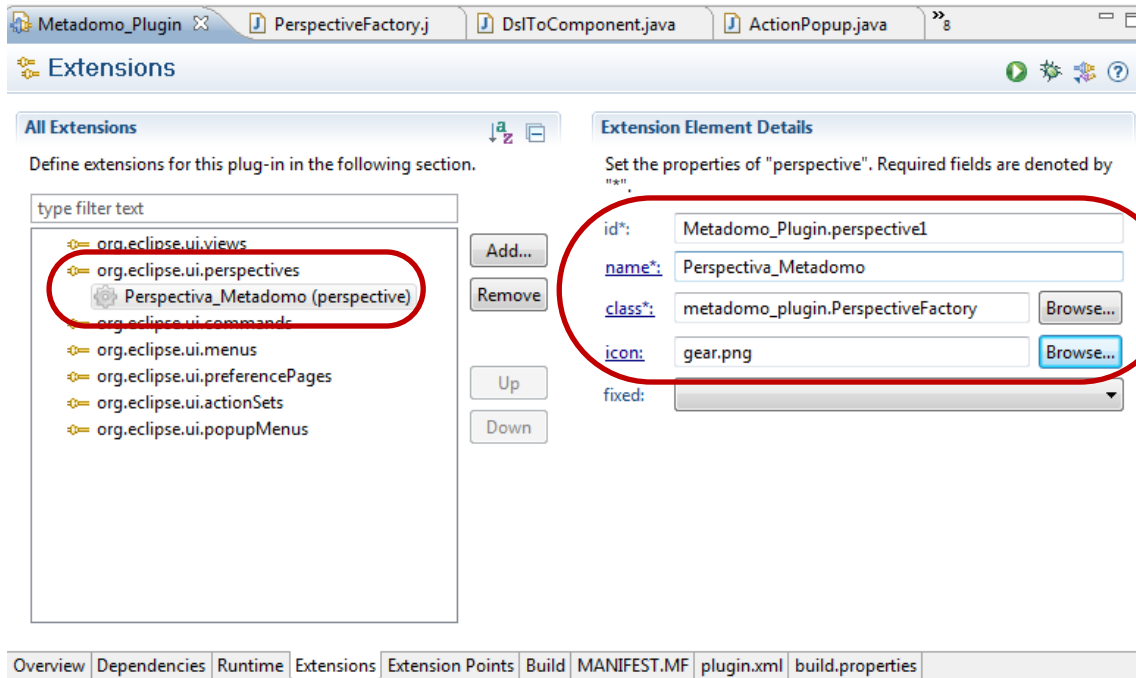 Metadomo_Plugin PerspectiveFactory.j DslToComponent.java ActionPopup.java »8
Extensions
All Extensions
Define extensions for this plug-in in the following section.
type filter text
org.eclipse.ui.views
org.eclipse.ui.perspectives
Perspectiva_Metadomo (perspective)
org.eclipse.ui.commands
org.eclipse.ui.menus
org.eclipse.ui.preferencePages
org.eclipse.ui.actionSets
org.eclipse.ui.popupMenus
Add...
Remove
Up
Down
Extension Element Details
Set the properties of "perspective". Required fields are denoted by
"*".
id*: Metadomo_Plugin.perspective1
name*: Perspectiva_Metadomo
class*: metadomo_plugin.PerspectiveFactory Browse...
icon: gear.png Browse...
fixed:
Overview Dependencies Runtime Extensions Extension Points Build MANIFEST.MF plugin.xml build.properties